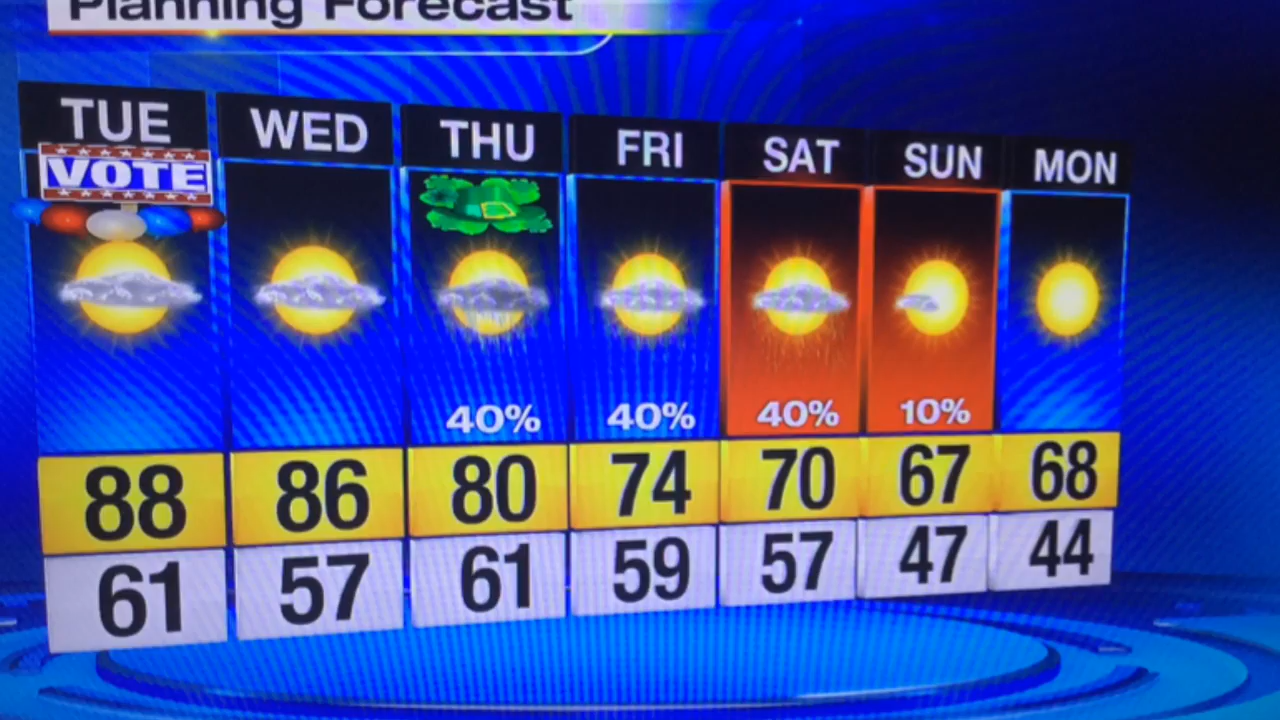 Planning Forecast
TUE WED THU FRI SAT SUN MON
VOTE
40% 40% 40% 10%
88 86 80 74 70 67 68
61 57 61 59 57 47 44